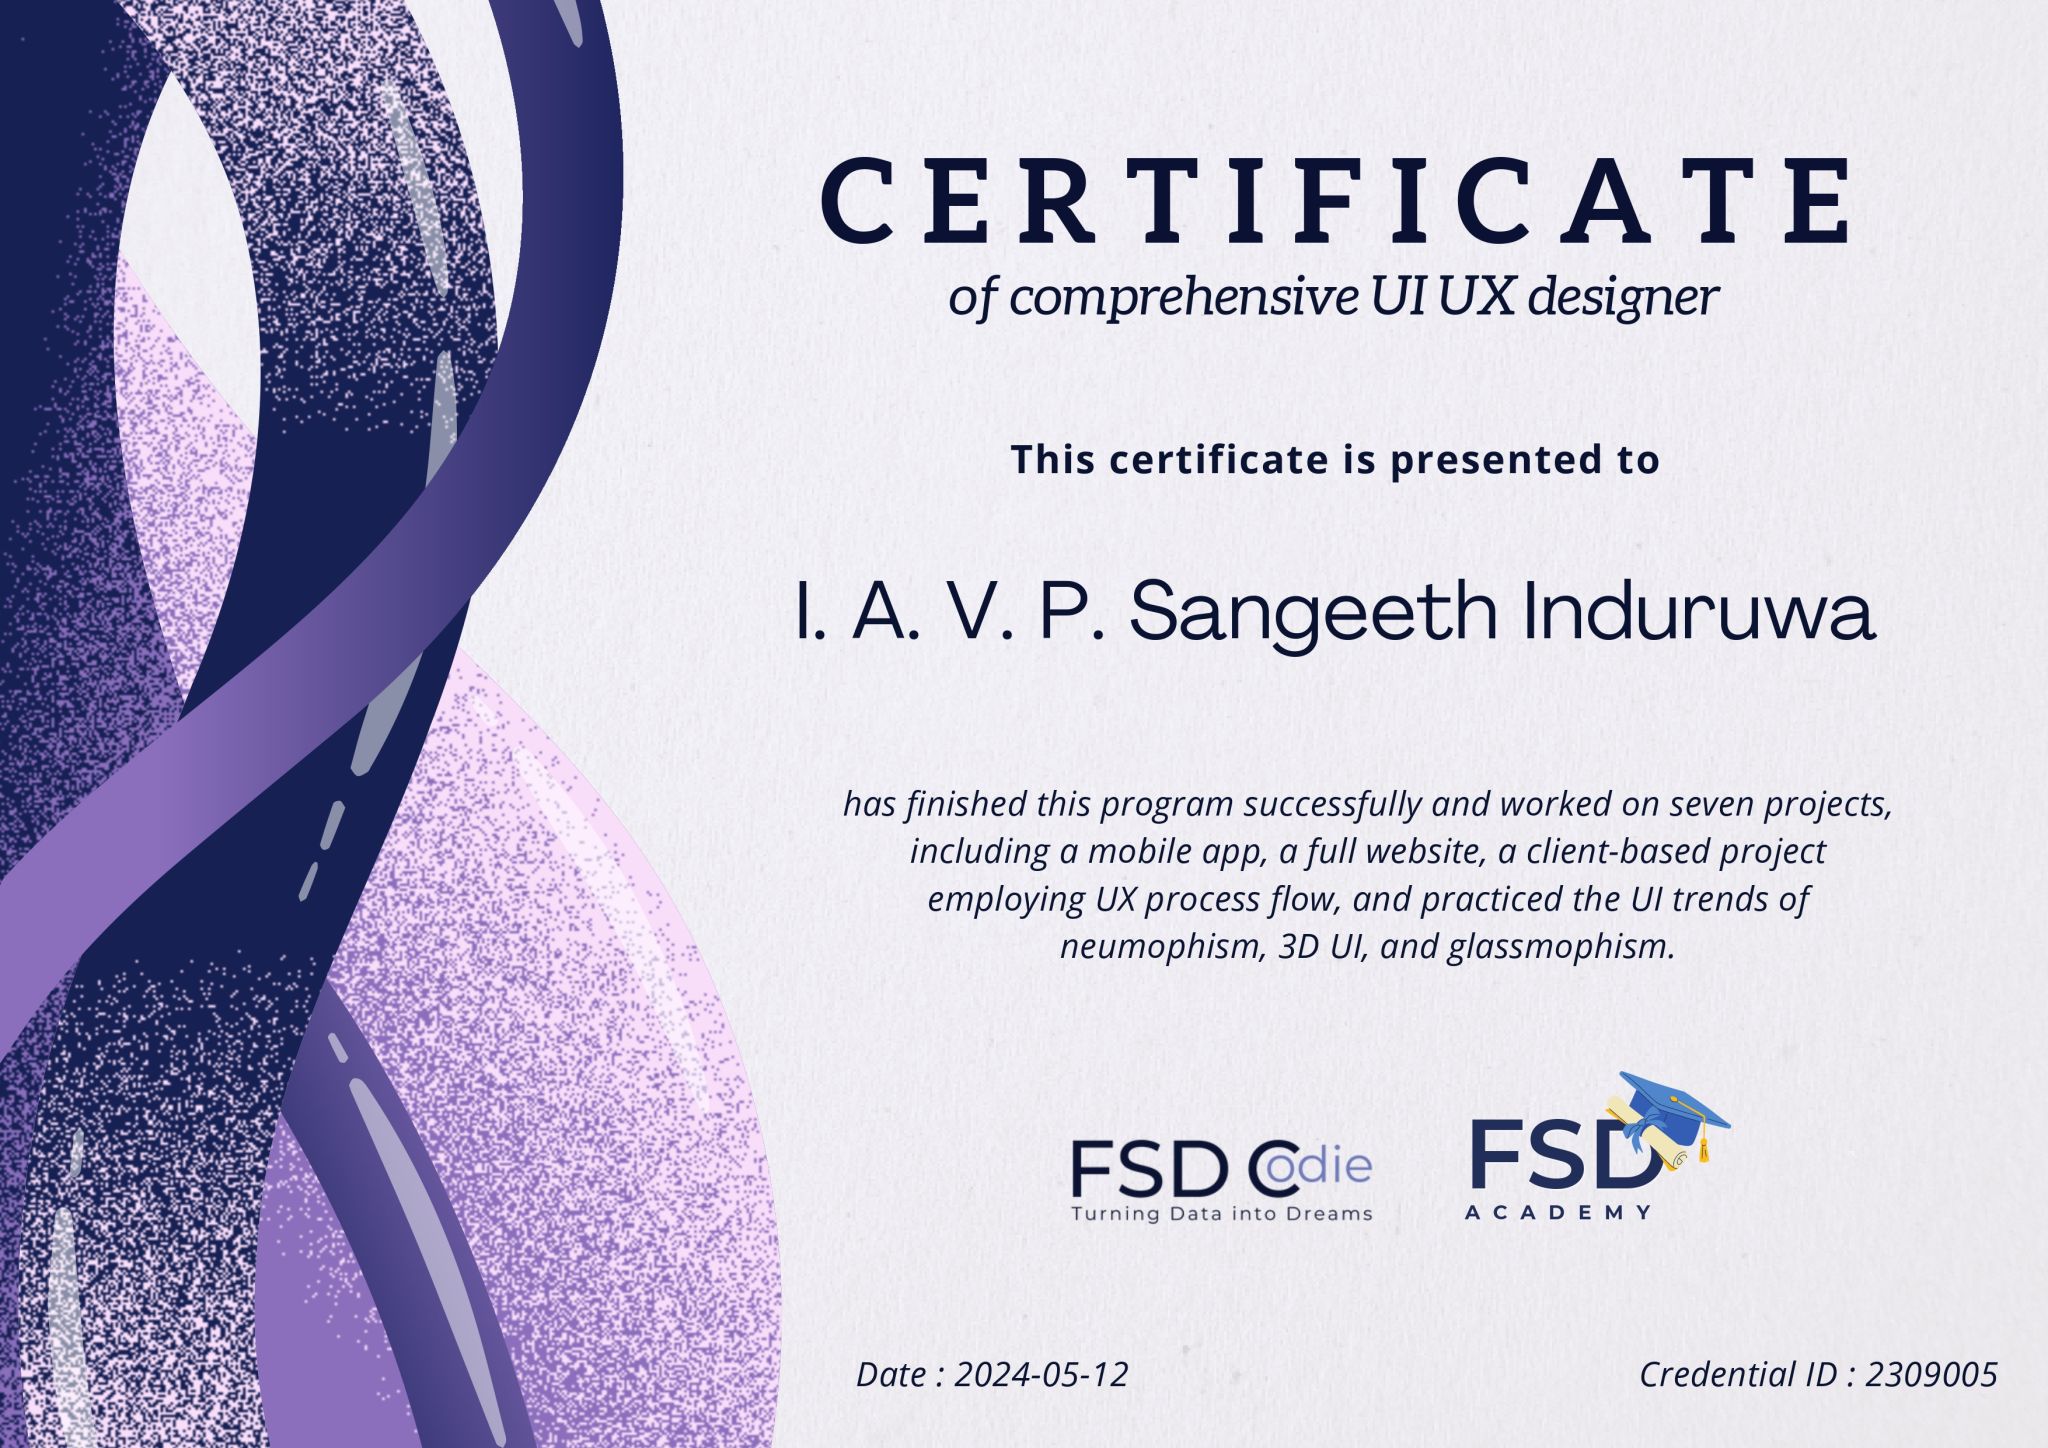 CERTIFICATE
of comprehensive UI UX designer
This certificate is presented to
I. A. V. P. Sangeeth Induruwa
has finished this program successfully and worked on seven projects,
including a mobile app, a full website, a client-based project
employing UX process flow, and practiced the UI trends of
neumophism, 3D UI, and glassmophism.
FSD Codie
Turning Data into Dreams
FSD
ACADEMY
Date : 2024-05-12
Credential ID : 2309005